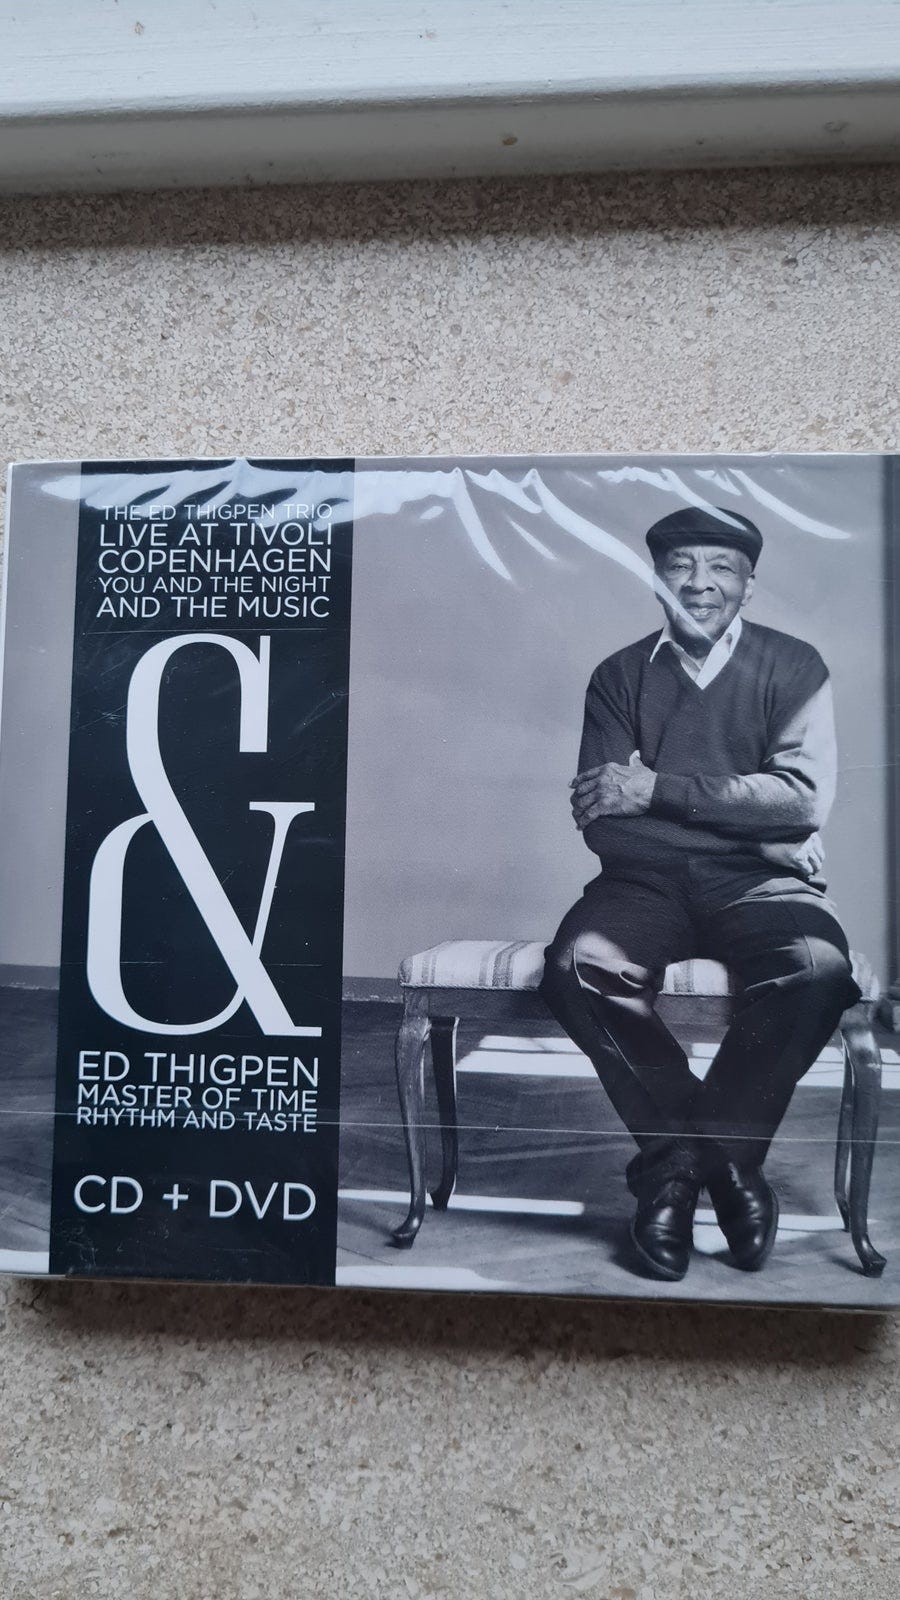 THE ED THIGPEN TRIO
LIVE AT TIVOLI
COPENHAGEN
YOU AND THE NIGHT
AND THE MUSIC
&
ED THIGPEN
MASTER OF TIME
RHYTHM AND TASTE
CD + DVD